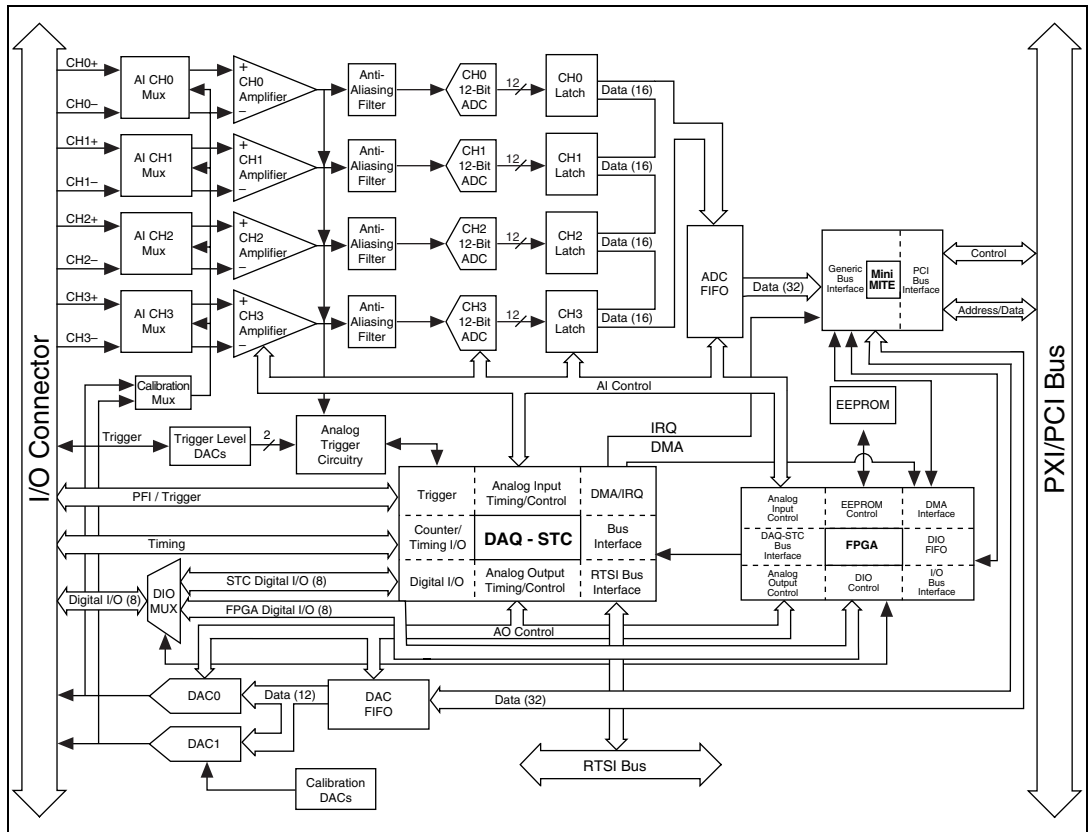 I/O Connector
PXI/PCI Bus
CH0+
CH0–
AI CH0
Mux
+
CH0
Amplifier
–
Anti-
Aliasing
Filter
CH0
12-Bit
ADC
12
CH0
Latch
Data (16)
CH1+
CH1–
AI CH1
Mux
+
CH1
Amplifier
–
Anti-
Aliasing
Filter
CH1
12-Bit
ADC
12
CH1
Latch
Data (16)
CH2+
CH2–
AI CH2
Mux
+
CH2
Amplifier
–
Anti-
Aliasing
Filter
CH2
12-Bit
ADC
12
CH2
Latch
Data (16)
CH3+
CH3–
AI CH3
Mux
+
CH3
Amplifier
–
Anti-
Aliasing
Filter
CH3
12-Bit
ADC
12
CH3
Latch
Data (16)
ADC
FIFO
Data (32)
Generic
Bus
Interface
Mini
MITE
PCI
Bus
Interface
Control
Address/Data
AI Control
Calibration
Mux
Trigger
Trigger Level
DACs
2
Analog
Trigger
Circuitry
IRQ
DMA
EEPROM
PFI / Trigger
Timing
Trigger
Analog Input
Timing/Control
DMA/IRQ
Counter/
Timing I/O
DAQ - STC
Bus
Interface
Digital I/O
Analog Output
Timing/Control
RTSI Bus
Interface
Analog
Input
Control
EEPROM
Control
DMA
Interface
DAQ-STC
Bus
Interface
FPGA
DIO
FIFO
Analog
Output
Control
DIO
Control
I/O
Bus
Interface
Digital I/O (8)
DIO
MUX
STC Digital I/O (8)
FPGA Digital I/O (8)
AO Control
DAC0
Data (12)
DAC
FIFO
Data (32)
DAC1
Calibration
DACs
RTSI Bus